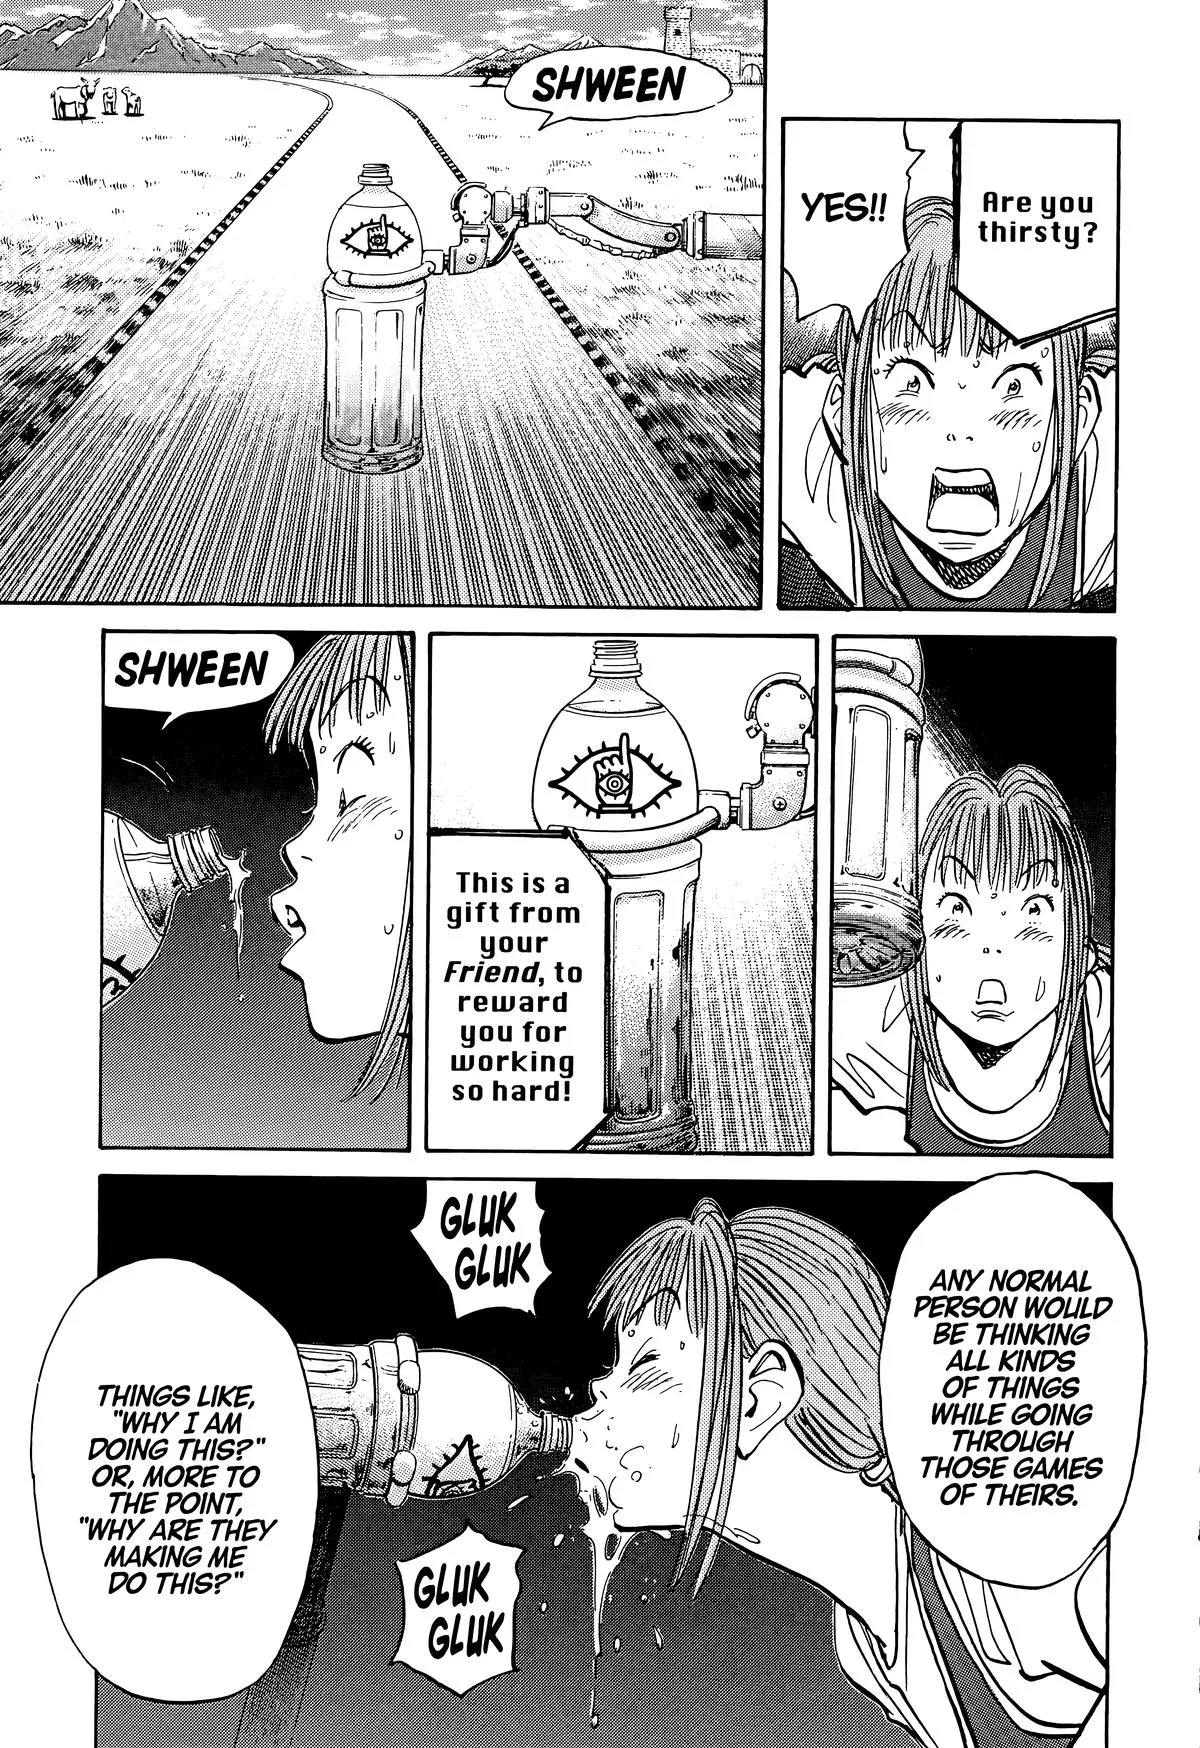 Are you
thirsty?
YES!!
SHWEEN
This is a
gift from
your
Friend, to
reward
you for
working
so hard!
SHWEEN
ANY NORMAL
PERSON WOULD
BE THINKING
ALL KINDS
OF THINGS
WHILE GOING
THROUGH
THOSE GAMES
OF THEIRS.
GLUK
GLUK
THINGS LIKE,
"WHY I AM
DOING THIS?"
OR, MORE TO
THE POINT,
"WHY ARE THEY
MAKING ME
DO THIS?"
GLUK
GLUK